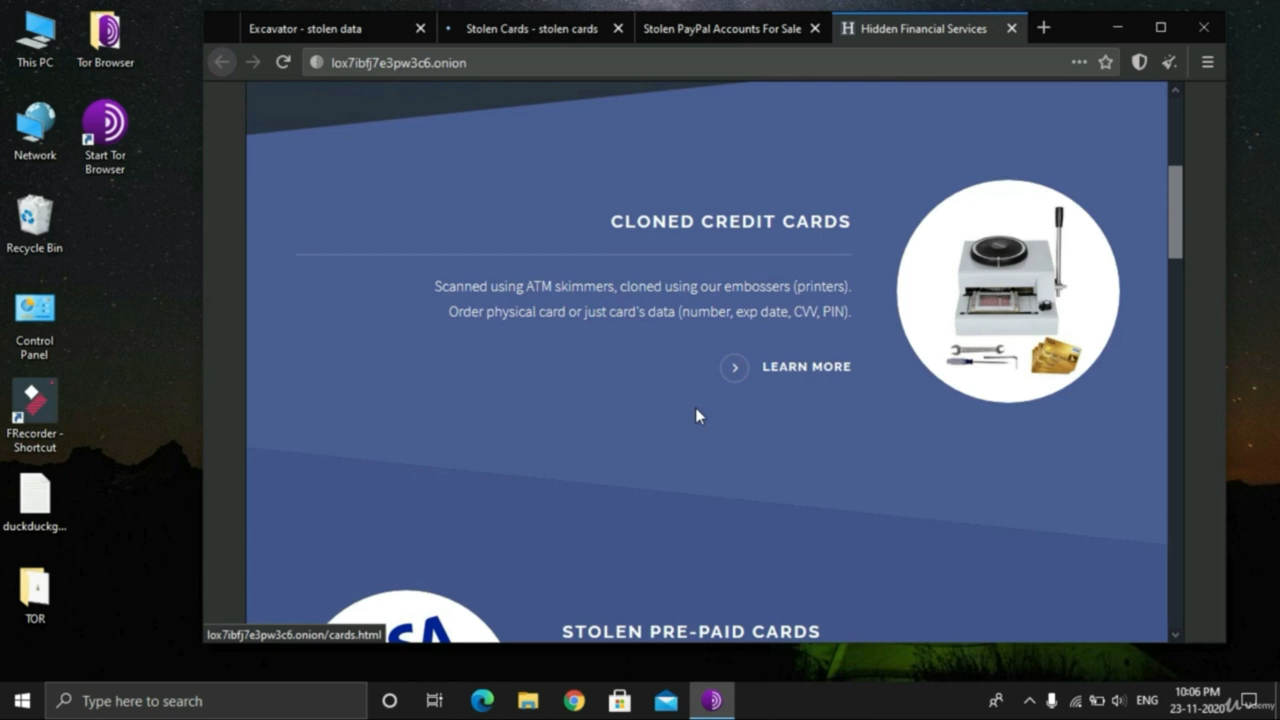 This PC
Tor Browser
Network
Start Tor
Browser
Recycle Bin
Control
Panel
FRecorder -
Shortcut
duckduckg...
TOR
Excavator - stolen data
Stolen Cards - stolen cards
Stolen PayPal Accounts For Sale
H Hidden Financial Services
lox7ibfj7e3pw3c6.onion
CLONED CREDIT CARDS
Scanned using ATM skimmers, cloned using our embossers (printers).
Order physical card or just card's data (number, exp date, CVV, PIN).
LEARN MORE
STOLEN PRE-PAID CARDS
lox7ibfj7e3pw3c6.onion/cards.html
Type here to search
ENG
10:06 PM
23-11-2020
Udemy